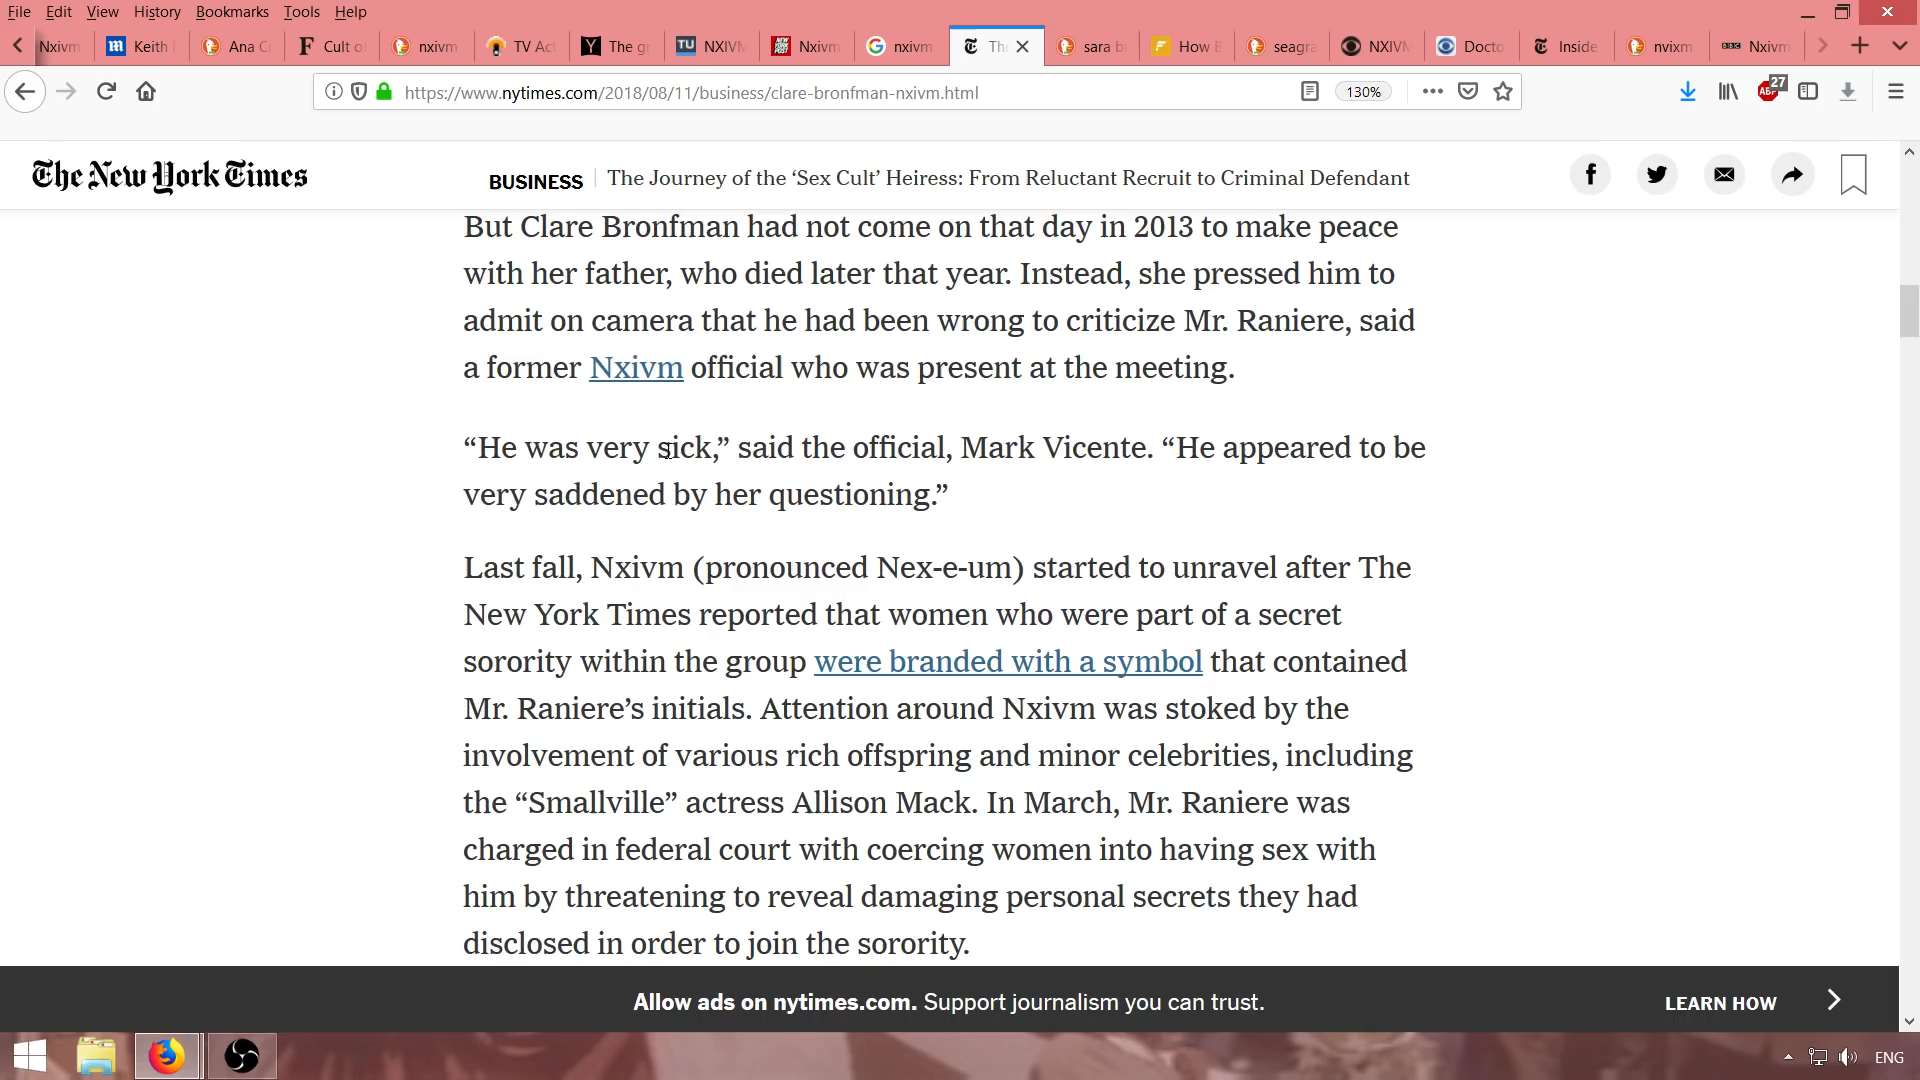 File Edit View History Bookmarks Tools Help
Nxivm Keith Ana C Cult o nxivm TV Ac The g NXIVM Nxivm nxivm Th sara b How B seagra NXIVM Docto Inside nvixm BBC Nxivm
https://www.nytimes.com/2018/08/11/business/clare-bronfman-nxivm.html 130% ABP 27
The New York Times BUSINESS The Journey of the ‘Sex Cult’ Heiress: From Reluctant Recruit to Criminal Defendant
But Clare Bronfman had not come on that day in 2013 to make peace
with her father, who died later that year. Instead, she pressed him to
admit on camera that he had been wrong to criticize Mr. Raniere, said
a former Nxivm official who was present at the meeting.
“He was very sick,” said the official, Mark Vicente. “He appeared to be
very saddened by her questioning.”
Last fall, Nxivm (pronounced Nex-e-um) started to unravel after The
New York Times reported that women who were part of a secret
sorority within the group were branded with a symbol that contained
Mr. Raniere’s initials. Attention around Nxivm was stoked by the
involvement of various rich offspring and minor celebrities, including
the “Smallville” actress Allison Mack. In March, Mr. Raniere was
charged in federal court with coercing women into having sex with
him by threatening to reveal damaging personal secrets they had
disclosed in order to join the sorority.
Allow ads on nytimes.com. Support journalism you can trust. LEARN HOW
ENG